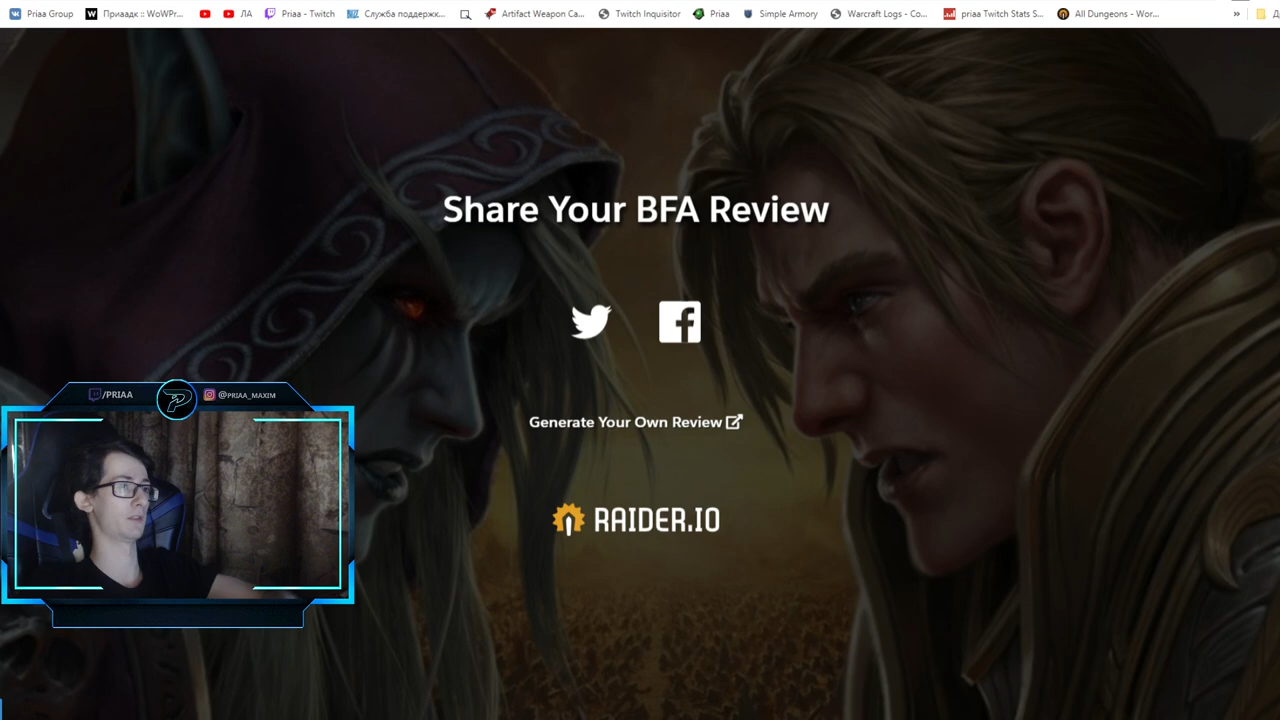 Priaa Group
Приаадк :: WoWPr...
ЛА
Priaa - Twitch
Служба поддержк...
Artifact Weapon Ca...
Twitch Inquisitor
Priaa
Simple Armory
Warcraft Logs - Co...
priaa Twitch Stats S...
All Dungeons - Wor...
»
Share Your BFA Review
Generate Your Own Review
RAIDER.IO
/PRIAA
@PRIAA_MAXIM